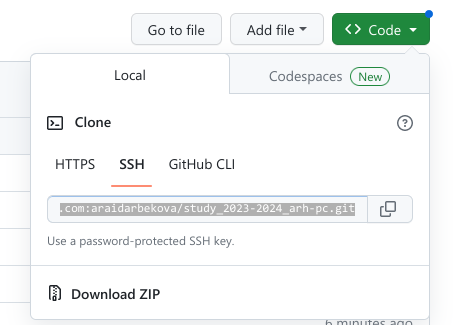 Go to file Add file Code
Local Codespaces New
Clone
HTTPS SSH GitHub CLI
.com:araidarbekova/study_2023-2024_arh-pc.git
Use a password-protected SSH key.
Download ZIP
6 minutes ago